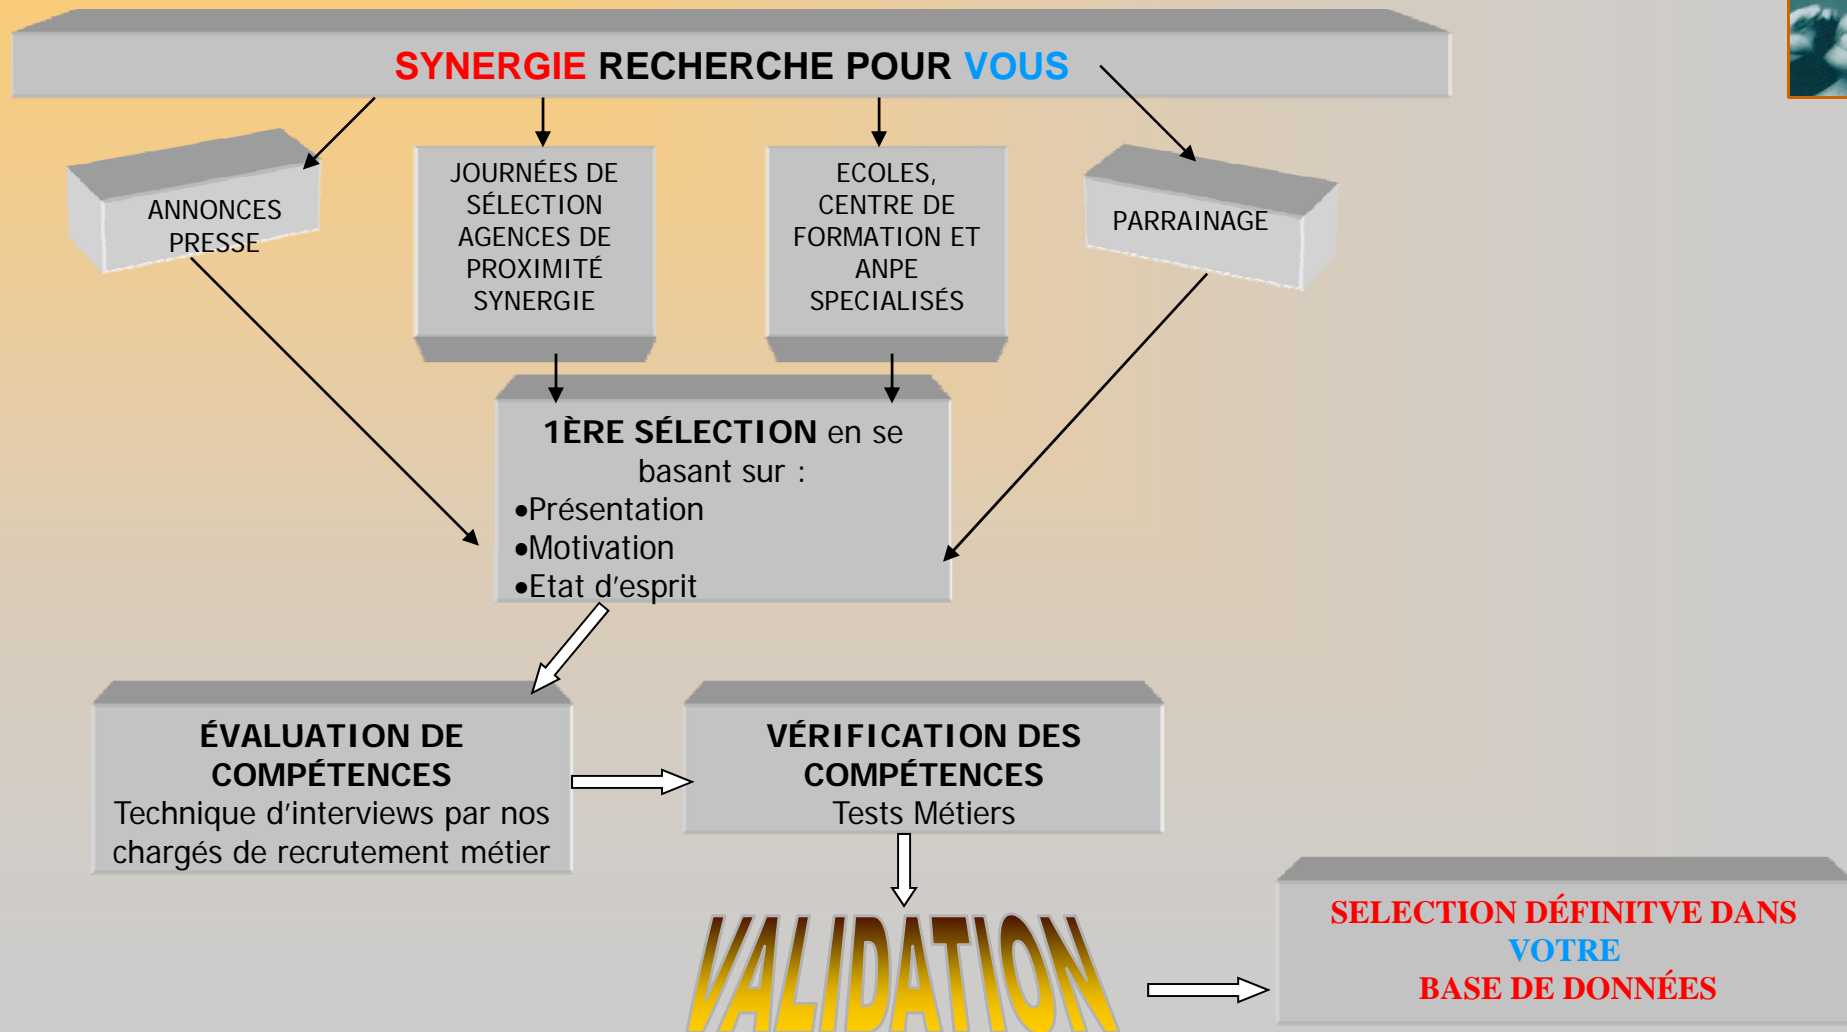 SYNERGIE RECHERCHE POUR VOUS
ANNONCES
PRESSE
JOURNÉES DE
SÉLECTION
AGENCES DE
PROXIMITÉ
SYNERGIE
ECOLES,
CENTRE DE
FORMATION ET
ANPE
SPECIALISÉS
PARRAINAGE
1ÈRE SÉLECTION en se
basant sur :
•Présentation
•Motivation
•Etat d'esprit
ÉVALUATION DE
COMPÉTENCES
Technique d'interviews par nos
chargés de recrutement métier
VÉRIFICATION DES
COMPÉTENCES
Tests Métiers
VALIDATION
SELECTION DÉFINITVE DANS
VOTRE
BASE DE DONNÉES